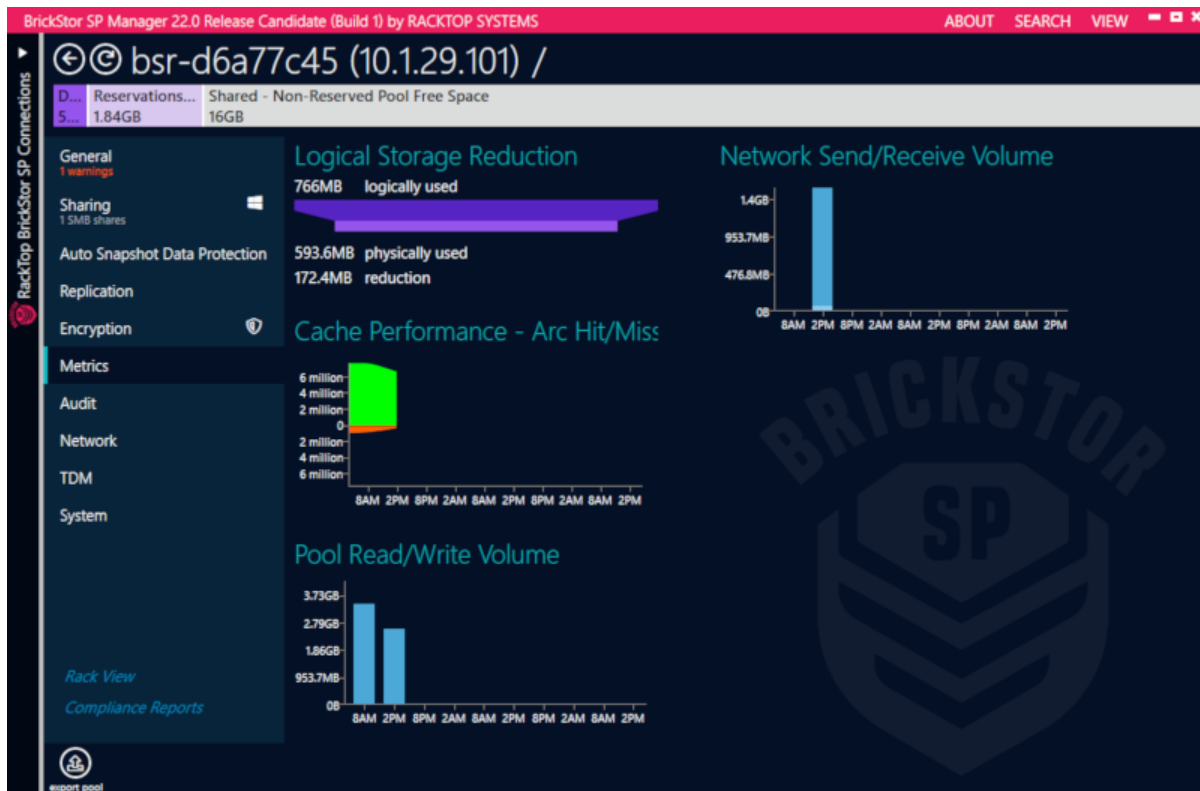 BrickStor SP Manager 22.0 Release Candidate (Build 1) by RACKTOP SYSTEMS
ABOUT SEARCH VIEW
RackTop BrickStor SP Connections
bsr-d6a77c45 (10.1.29.101) /
D... Reservations... Shared - Non-Reserved Pool Free Space
5... 1.84GB 16GB
General
1 warnings
Sharing
1 SMB shares
Auto Snapshot Data Protection
Replication
Encryption
Metrics
Audit
Network
TDM
System
Rack View
Compliance Reports
export pool
Logical Storage Reduction
766MB logically used
593.6MB physically used
172.4MB reduction
Cache Performance - Arc Hit/Miss
6 million
4 million
2 million
0
2 million
4 million
6 million
8AM 2PM 8PM 2AM 8AM 2PM 8PM 2AM 8AM 2PM
Pool Read/Write Volume
3.73GB
2.79GB
1.86GB
953.7MB
0B
8AM 2PM 8PM 2AM 8AM 2PM 8PM 2AM 8AM 2PM
Network Send/Receive Volume
1.4GB
953.7MB
476.8MB
0B
8AM 2PM 8PM 2AM 8AM 2PM 8PM 2AM 8AM 2PM
BRICKSTOR
SP